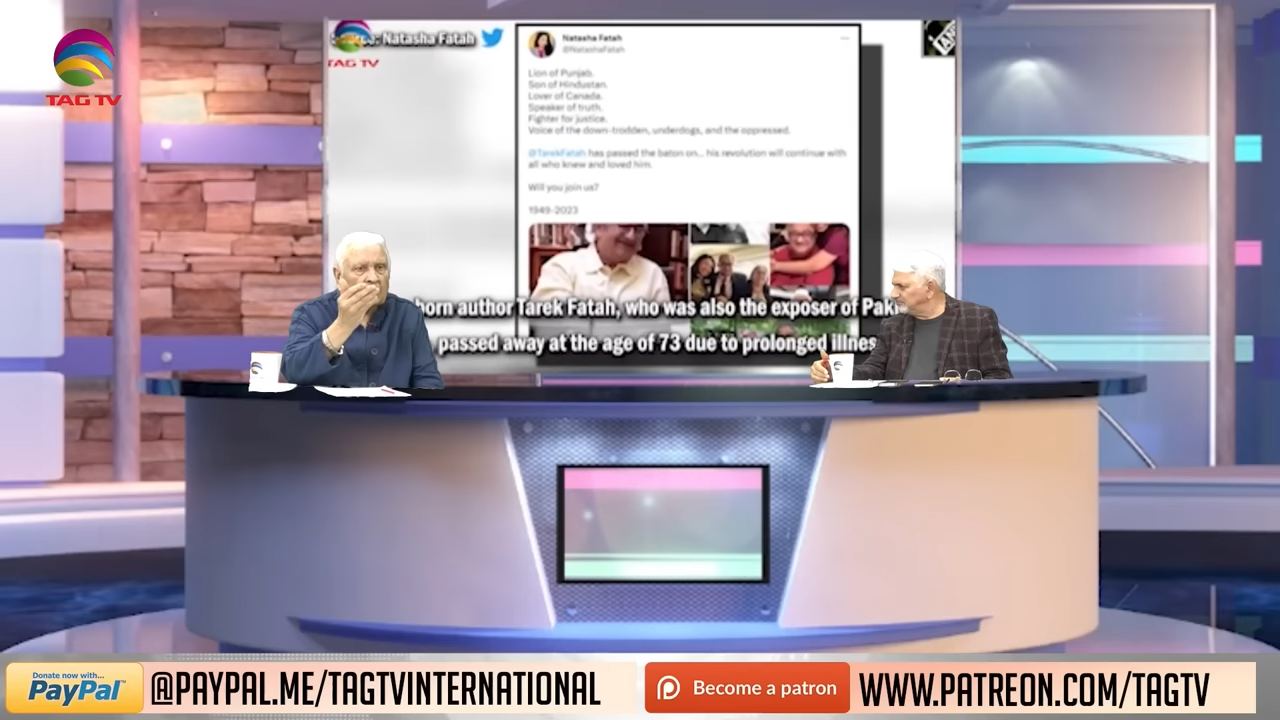 TAG TV
Source: Natasha Fatah
TAG TV
Natasha Fatah
@NatashaFatah
Lion of Punjab.
Son of Hindustan.
Lover of Canada.
Speaker of truth.
Fighter for justice.
Voice of the down-trodden, underdogs, and the oppressed.
@TarekFatah has passed the baton on... his revolution will continue with
all who knew and loved him.
Will you join us?
1949-2023
born author Tarek Fatah, who was also the exposer of
passed away at the age of 73 due to prolonged
Donate now with...
PayPal™
@PAYPAL.ME/TAGTVINTERNATIONAL
Become a patron
WWW.PATREON.COM/TAGTV